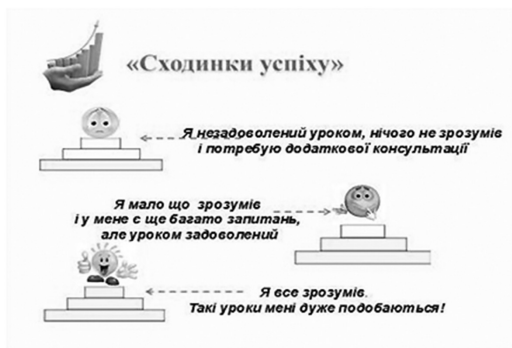 «Сходинки успіху»
Я незадоволений уроком, нічого не зрозумів
і потребую додаткової консультації
Я мало що зрозумів
і у мене є ще багато запитань,
але уроком задоволений
Я все зрозумів.
Такі уроки мені дуже подобаються!